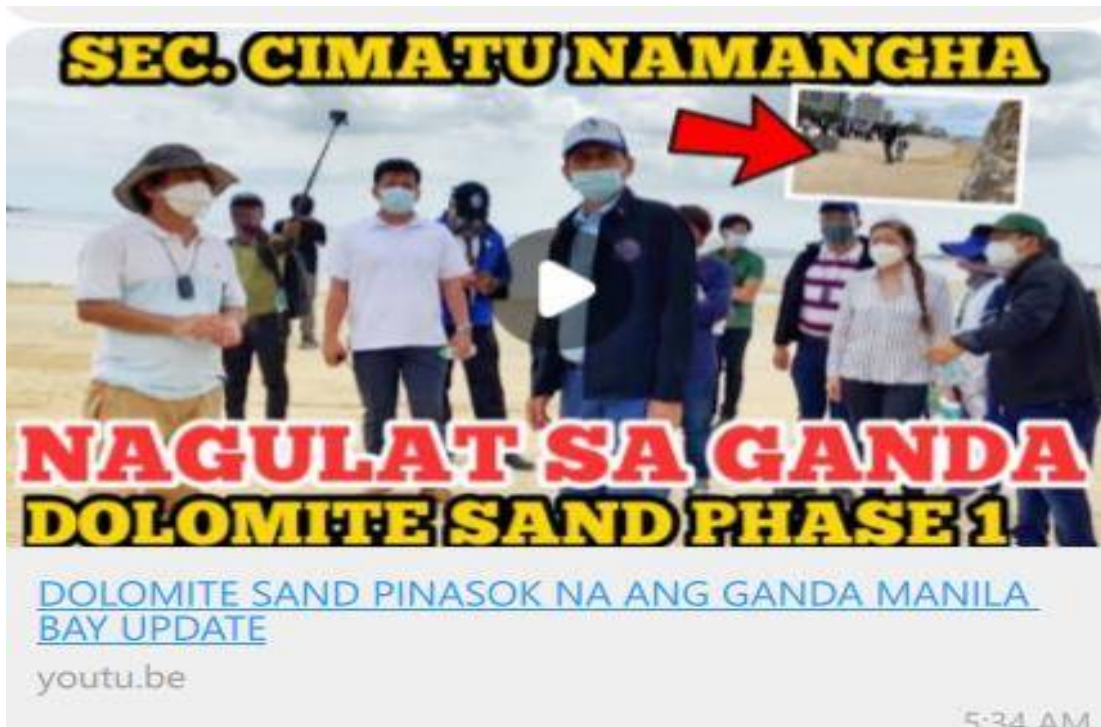 SEC. CIMATU NAMANGHA
NAGULAT SA GANDA
DOLOMITE SAND PHASE 1
DOLOMITE SAND PINASOK NA ANG GANDA MANILA
BAY UPDATE
youtu.be
5:34 AM